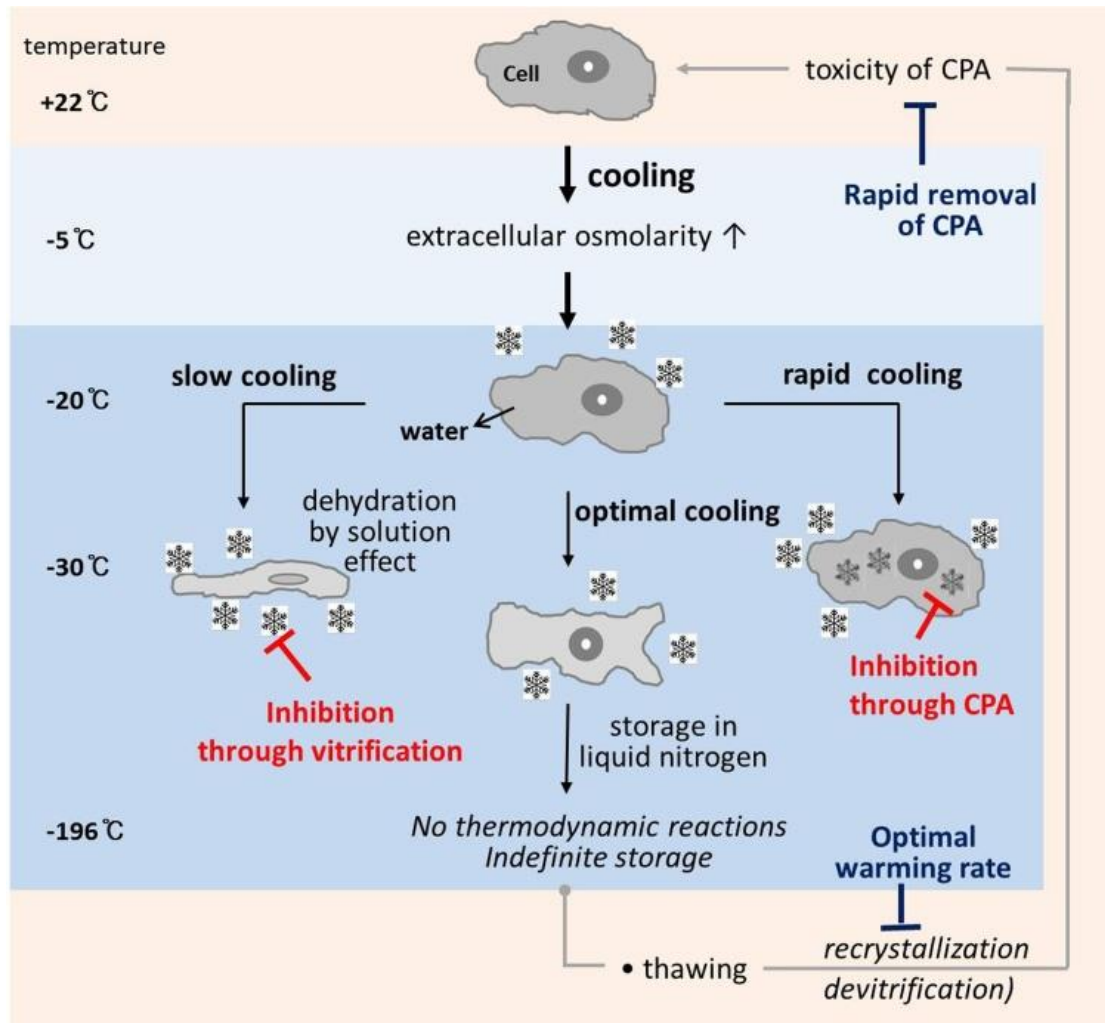 temperature
Cell
toxicity of CPA
+22℃
cooling
Rapid removal
of CPA
-5℃
extracellular osmolarity ↑
slow cooling
rapid cooling
-20℃
water
dehydration
by solution
effect
optimal cooling
-30℃
Inhibition
through vitrification
Inhibition
through CPA
storage in
liquid nitrogen
-196℃
No thermodynamic reactions
Indefinite storage
Optimal
warming rate
• thawing
recrystallization
devitrification)